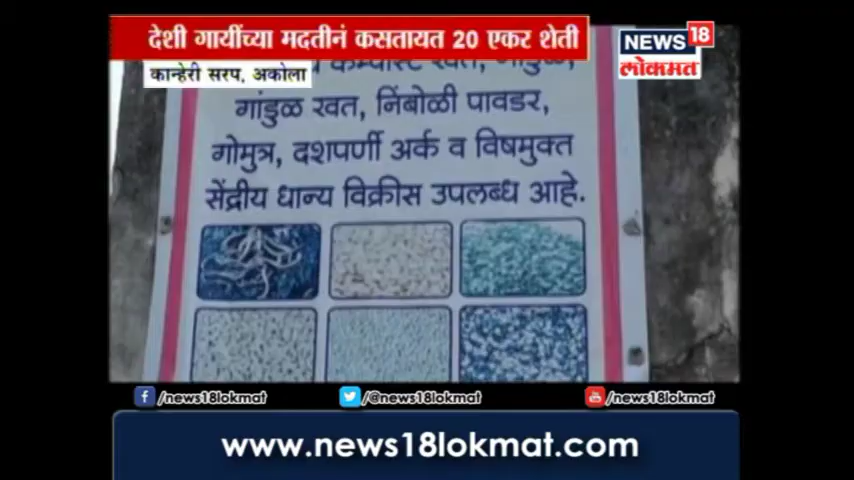 देशी गायींच्या मदतीनं कसतायत 20 एकर शेती
NEWS 18
लोकमत
कान्हेरी सरप, अकोला
गांडुळ खत, निंबोळी पावडर,
गोमुत्र, दशपर्णी अर्क व विषमुक्त
सेंद्रीय धान्य विक्रीस उपलब्ध आहे.
/news18lokmat
/@news18lokmat
/news18lokmat
www.news18lokmat.com